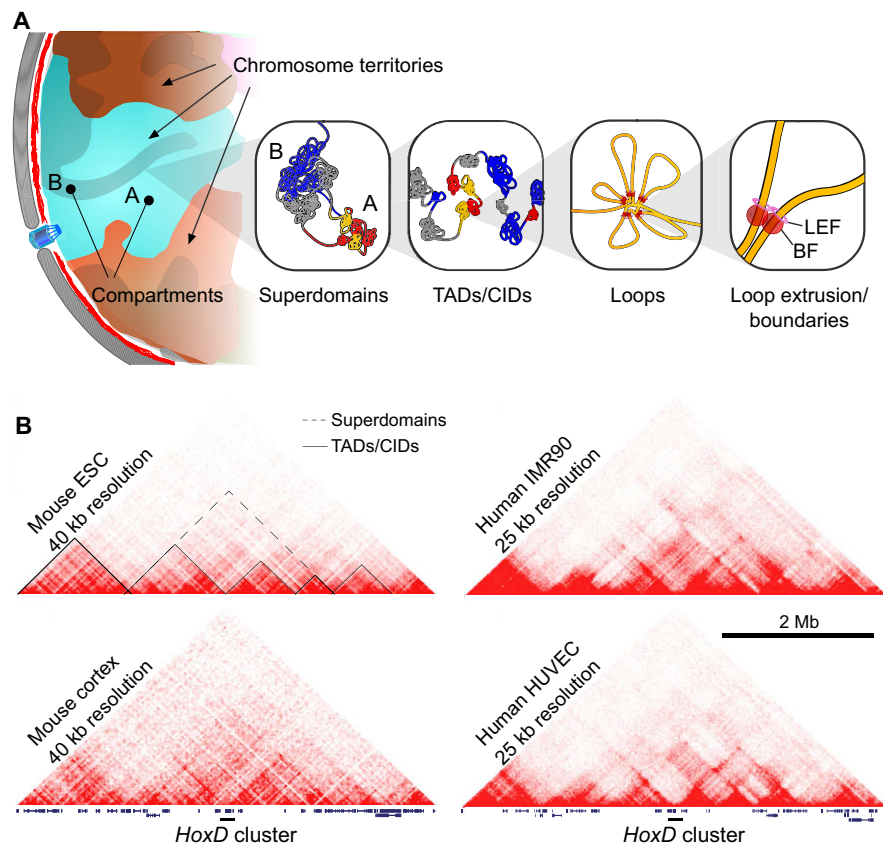 A
Chromosome territories
B
A
B
A
LEF
BF
Compartments
Superdomains
TADs/CIDs
Loops
Loop extrusion/
boundaries
B
Superdomains
TADs/CIDs
Mouse ESC
40 kb resolution
Human IMR90
25 kb resolution
2 Mb
Mouse cortex
40 kb resolution
Human HUVEC
25 kb resolution
HoxD cluster
HoxD cluster